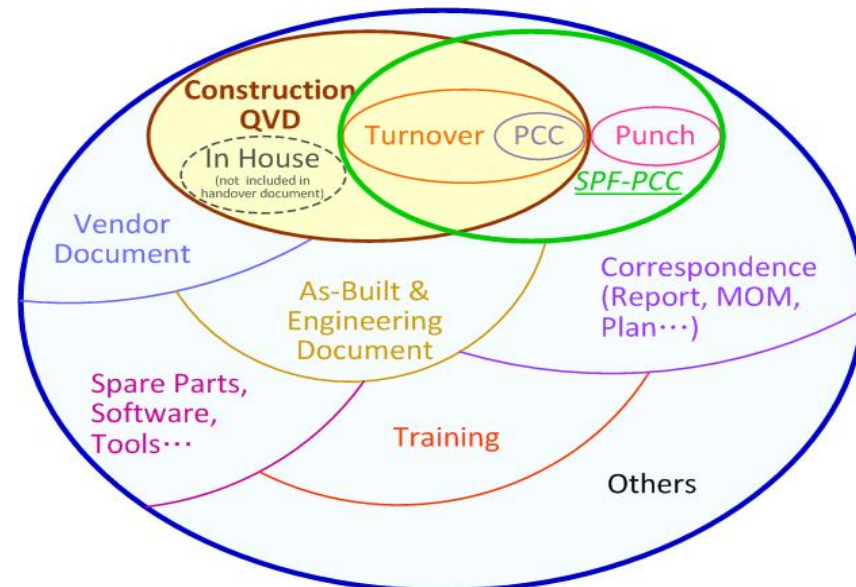 Construction
QVD
Turnover
PCC
Punch
In House
(not included in
handover document)
SPF-PCC
Vendor
Document
As-Built &
Engineering
Document
Correspondence
(Report, MOM,
Plan···)
Spare Parts,
Software,
Tools···
Training
Others